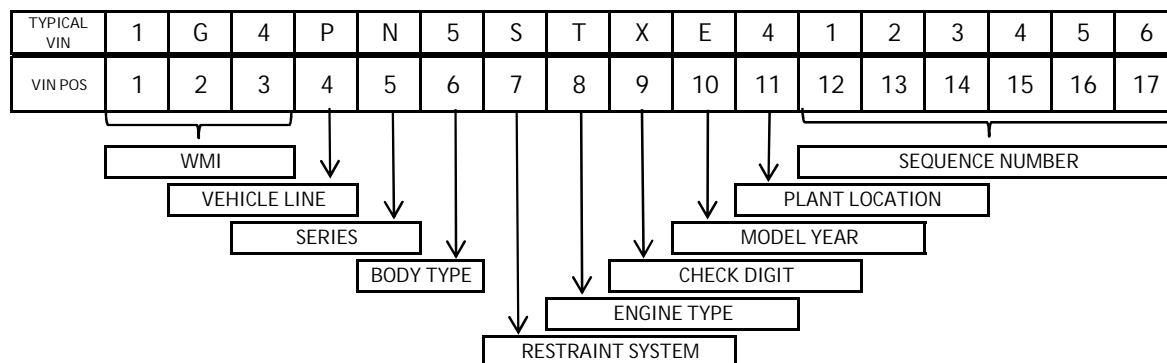 TYPICAL VIN 1 G 4 P N 5 S T X E 4 1 2 3 4 5 6
VIN POS 1 2 3 4 5 6 7 8 9 10 11 12 13 14 15 16 17
WMI SEQUENCE NUMBER
VEHICLE LINE PLANT LOCATION
SERIES MODEL YEAR
BODY TYPE CHECK DIGIT
ENGINE TYPE
RESTRAINT SYSTEM